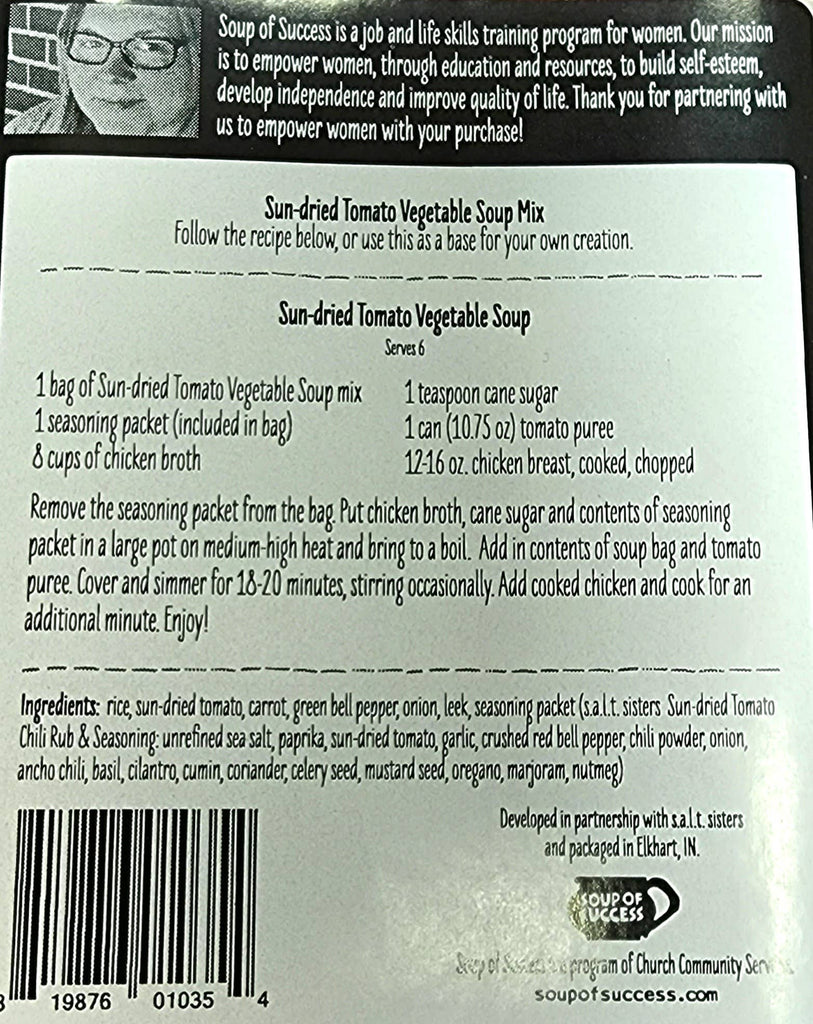 Soup of Success is a job and life skills training program for women. Our mission
is to empower women, through education and resources, to build self-esteem,
develop independence and improve quality of life. Thank you for partnering with
us to empower women with your purchase!
Sun-dried Tomato Vegetable Soup Mix
Follow the recipe below, or use this as a base for your own creation.
Sun-dried Tomato Vegetable Soup
Serves 6
1 bag of Sun-dried Tomato Vegetable Soup mix
1 seasoning packet (included in bag)
8 cups of chicken broth
1 teaspoon cane sugar
1 can (10.75 oz) tomato puree
12-16 oz. chicken breast, cooked, chopped
Remove the seasoning packet from the bag. Put chicken broth, cane sugar and contents of seasoning
packet in a large pot on medium-high heat and bring to a boil. Add in contents of soup bag and tomato
puree. Cover and simmer for 18-20 minutes, stirring occasionally. Add cooked chicken and cook for an
additional minute. Enjoy!
Ingredients: rice, sun-dried tomato, carrot, green bell pepper, onion, leek, seasoning packet (s.a.l.t. sisters Sun-dried Tomato
Chili Rub & Seasoning: unrefined sea salt, paprika, sun-dried tomato, garlic, crushed red bell pepper, chili powder, onion,
ancho chili, basil, cilantro, cumin, coriander, celery seed, mustard seed, oregano, marjoram, nutmeg)
Developed in partnership with s.a.l.t. sisters
and packaged in Elkhart, IN.
SOUP OF
SUCCESS
Soup of Success is a program of Church Community
soupofsuccess.com
19876 01035 4